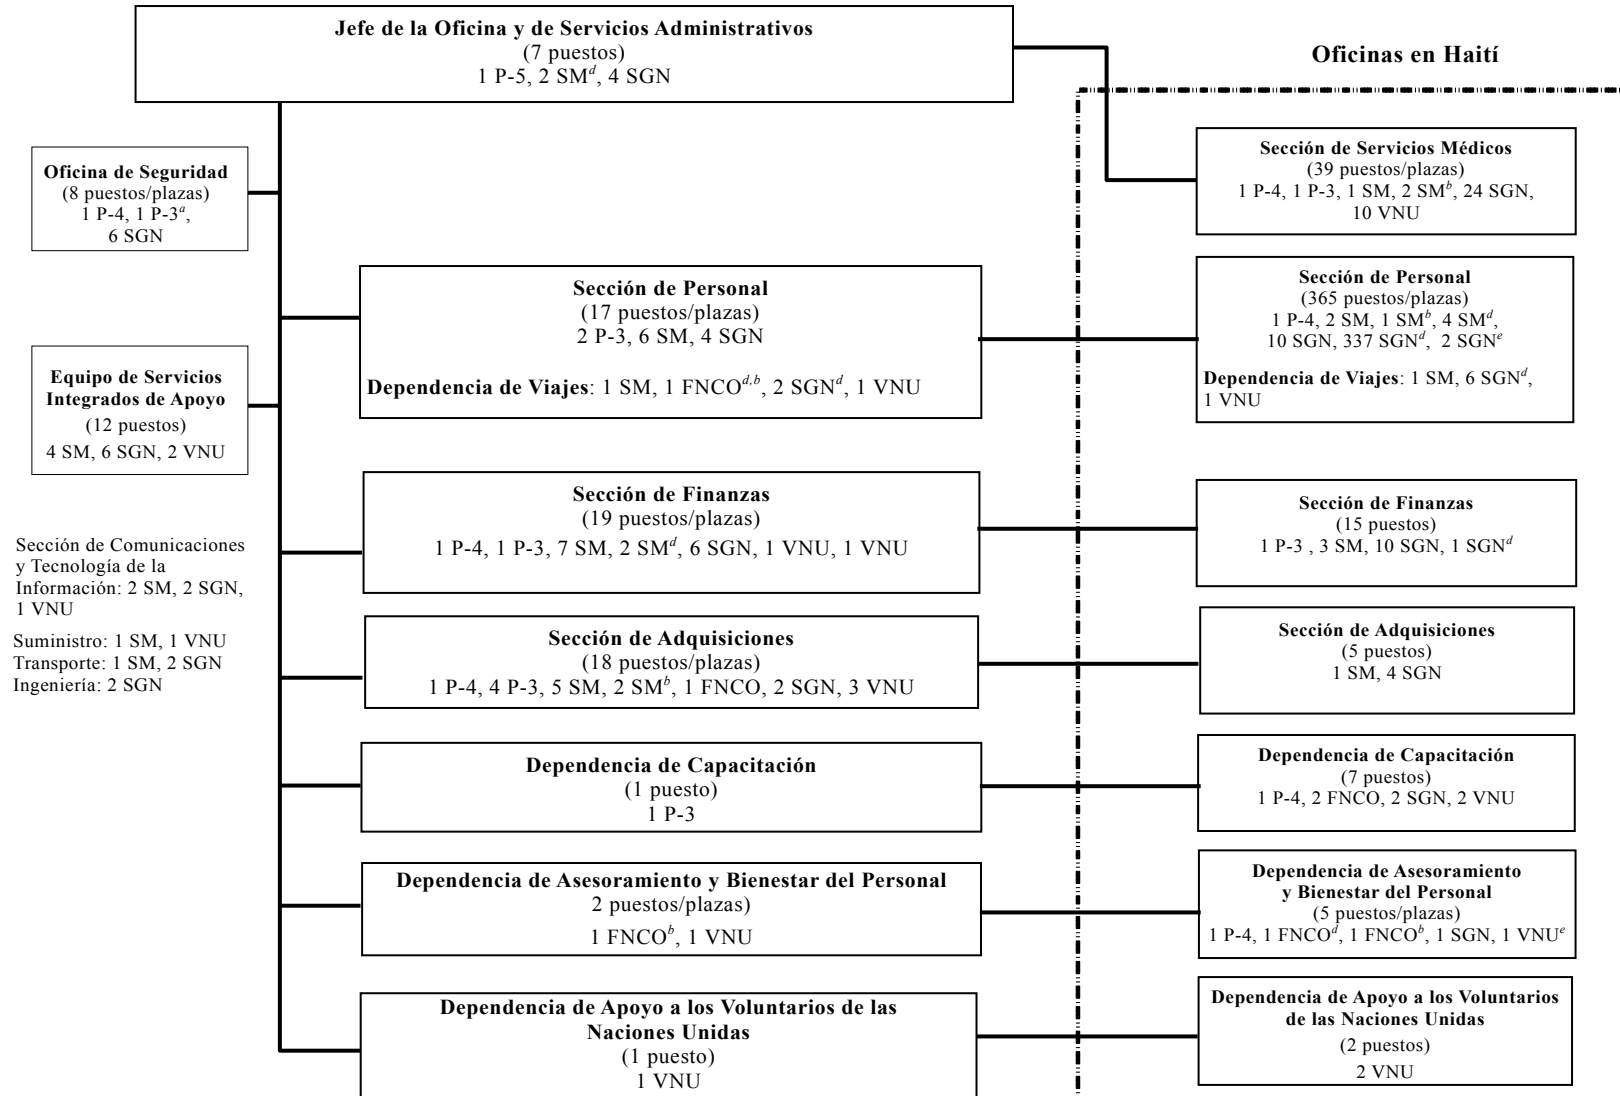 Jefe de la Oficina y de Servicios Administrativos
(7 puestos)
1 P-5, 2 SMᵈ, 4 SGN
Oficinas en Haití
Oficina de Seguridad
(8 puestos/plazas)
1 P-4, 1 P-3ᵃ,
6 SGN
Sección de Servicios Médicos
(39 puestos/plazas)
1 P-4, 1 P-3, 1 SM, 2 SMᵇ, 24 SGN,
10 VNU
Sección de Personal
(17 puestos/plazas)
2 P-3, 6 SM, 4 SGN
Dependencia de Viajes: 1 SM, 1 FNCOᵈ,ᵇ, 2 SGNᵈ, 1 VNU
Sección de Personal
(365 puestos/plazas)
1 P-4, 2 SM, 1 SMᵇ, 4 SMᵈ,
10 SGN, 337 SGNᵈ, 2 SGNᵉ
Dependencia de Viajes: 1 SM, 6 SGNᵈ,
1 VNU
Equipo de Servicios
Integrados de Apoyo
(12 puestos)
4 SM, 6 SGN, 2 VNU
Sección de Comunicaciones
y Tecnología de la
Información: 2 SM, 2 SGN,
1 VNU
Suministro: 1 SM, 1 VNU
Transporte: 1 SM, 2 SGN
Ingeniería: 2 SGN
Sección de Finanzas
(19 puestos/plazas)
1 P-4, 1 P-3, 7 SM, 2 SMᵈ, 6 SGN, 1 VNU, 1 VNU
Sección de Finanzas
(15 puestos)
1 P-3 , 3 SM, 10 SGN, 1 SGNᵈ
Sección de Adquisiciones
(18 puestos/plazas)
1 P-4, 4 P-3, 5 SM, 2 SMᵇ, 1 FNCO, 2 SGN, 3 VNU
Sección de Adquisiciones
(5 puestos)
1 SM, 4 SGN
Dependencia de Capacitación
(1 puesto)
1 P-3
Dependencia de Capacitación
(7 puestos)
1 P-4, 2 FNCO, 2 SGN, 2 VNU
Dependencia de Asesoramiento y Bienestar del Personal
2 puestos/plazas)
1 FNCOᵇ, 1 VNU
Dependencia de Asesoramiento
y Bienestar del Personal
(5 puestos/plazas)
1 P-4, 1 FNCOᵈ, 1 FNCOᵇ, 1 SGN, 1 VNUᵉ
Dependencia de Apoyo a los Voluntarios de las
Naciones Unidas
(1 puesto)
1 VNU
Dependencia de Apoyo a los Voluntarios
de las Naciones Unidas
(2 puestos)
2 VNU